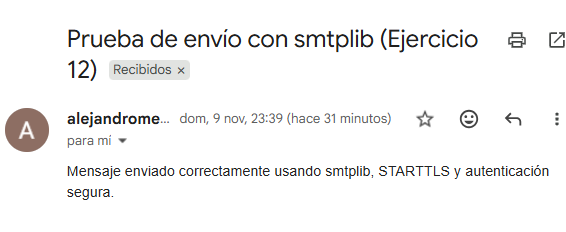 Prueba de envío con smtplib (Ejercicio
12) Recibidos ×
A
alejandrome... dom, 9 nov, 23:39 (hace 31 minutos)
para mí
Mensaje enviado correctamente usando smtplib, STARTTLS y autenticación
segura.